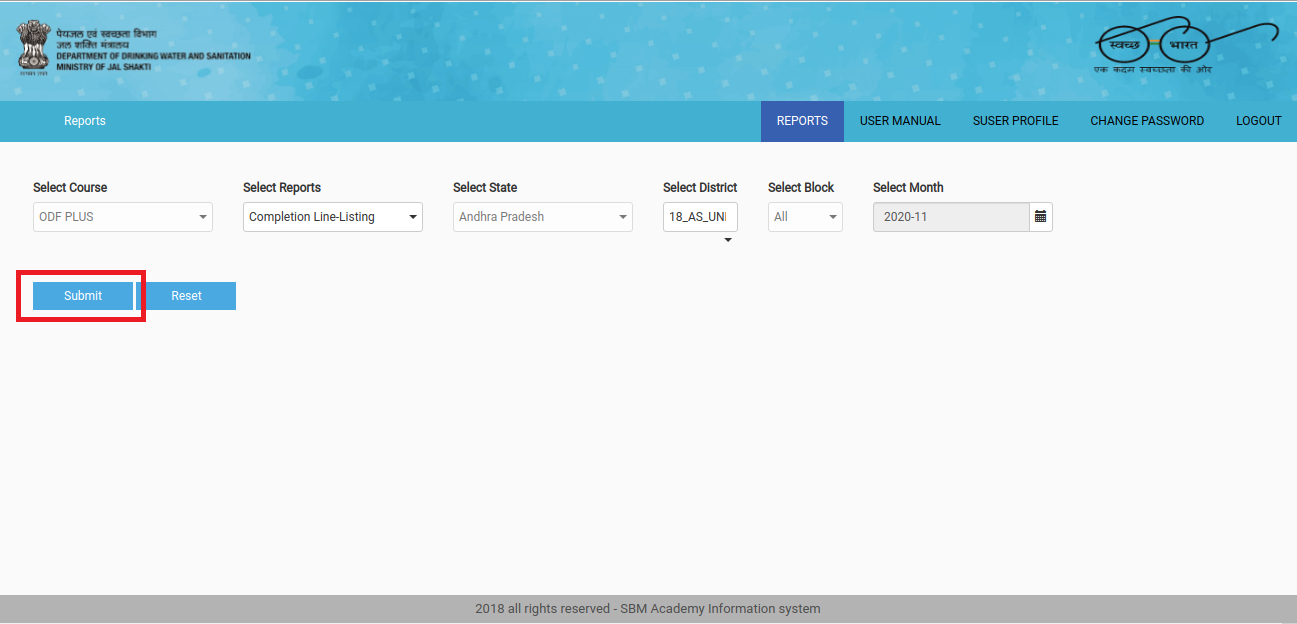 पेयजल एवं स्वच्छता विभाग
जल शक्ति मंत्रालय
DEPARTMENT OF DRINKING WATER AND SANITATION
MINISTRY OF JAL SHAKTI
स्वच्छ भारत
एक कदम स्वच्छता की ओर
Reports
REPORTS USER MANUAL SUSER PROFILE CHANGE PASSWORD LOGOUT
Select Course Select Reports Select State Select District Select Block Select Month
ODF PLUS Completion Line-Listing Andhra Pradesh 18_AS_UNI All 2020-11
Submit Reset
2018 all rights reserved - SBM Academy Information system